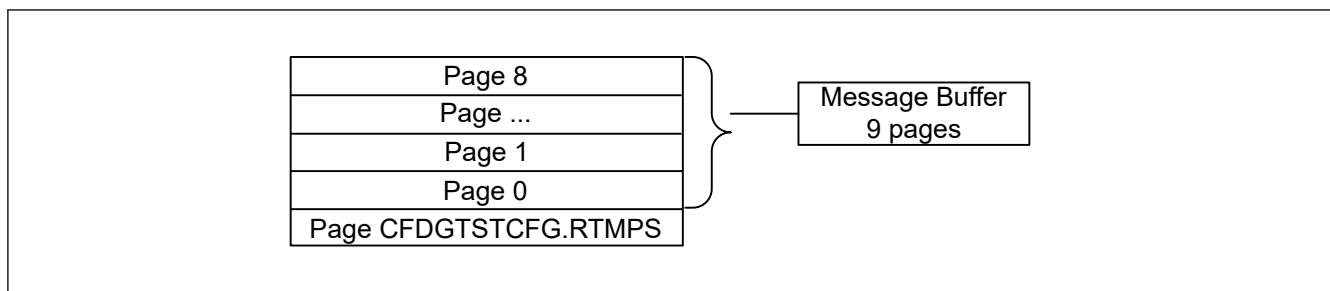 Page 8
Page ...
Page 1
Page 0
Page CFDGTSTCFG.RTMPS
Message Buffer
9 pages